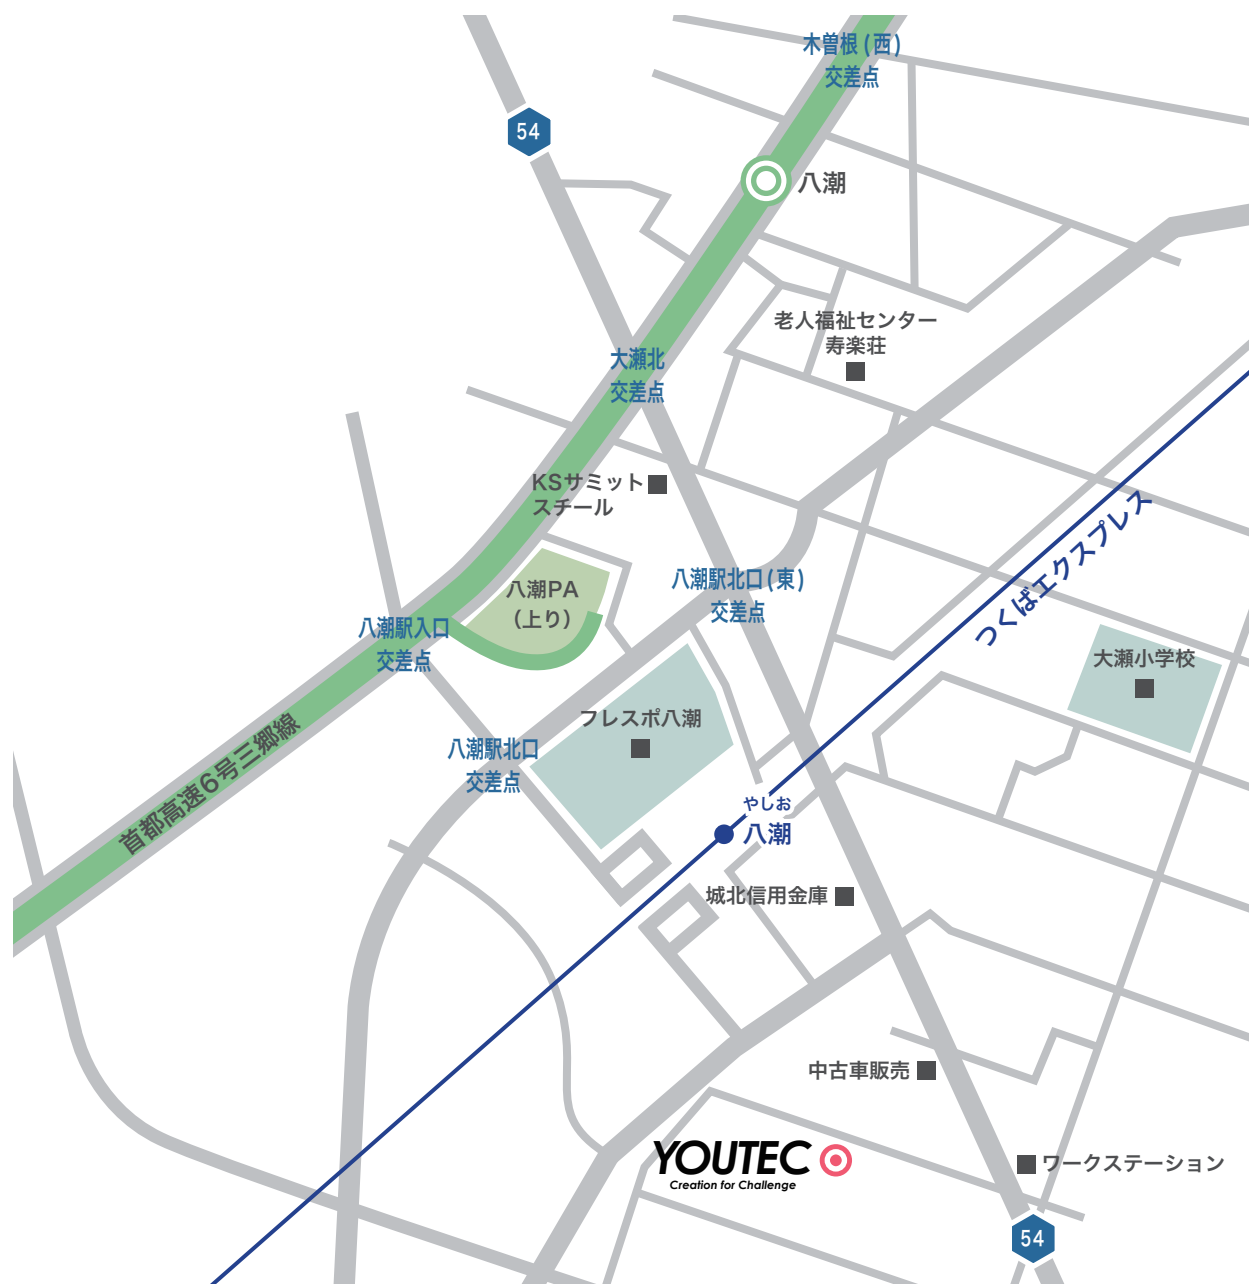 木曽根(西)
交差点
54
八潮
老人福祉センター
寿楽荘
大瀬北
交差点
KSサミット
スチール
つくばエクスプレス
八潮PA
(上り)
八潮駅北口(東)
交差点
八潮駅入口
交差点
大瀬小学校
フレスポ八潮
八潮駅北口
交差点
首都高速6号三郷線
やしお
八潮
城北信用金庫
中古車販売
YOUTEC
Creation for Challenge
ワークステーション
54